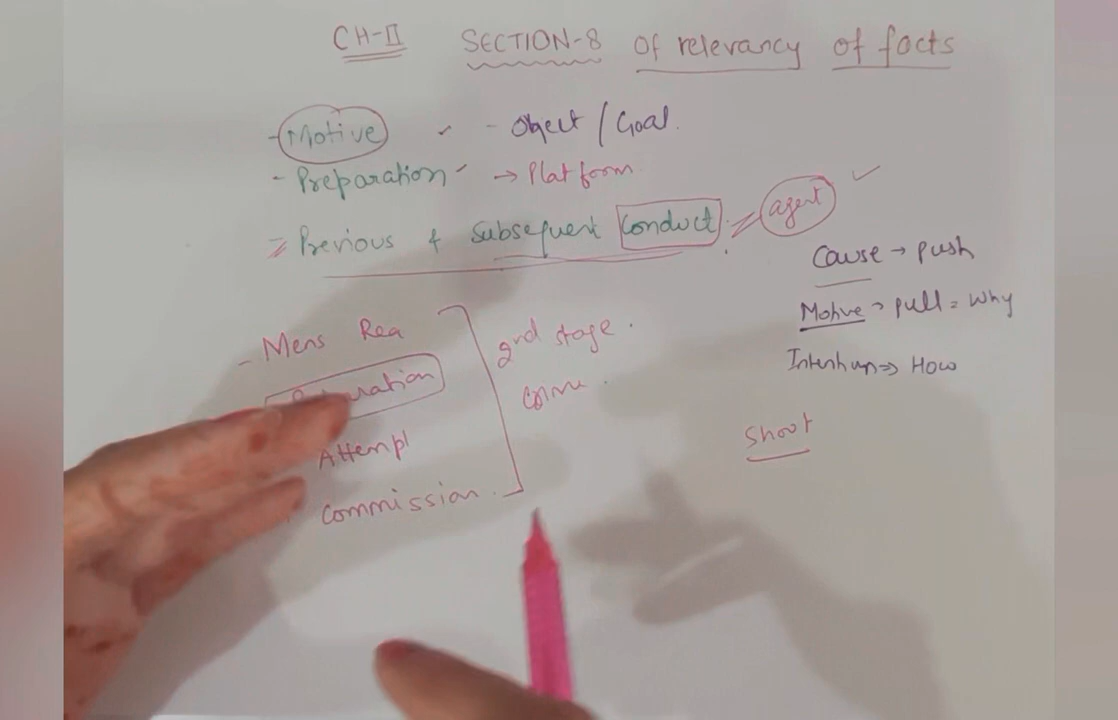 CH-II SECTION-8 of relevancy of facts
- Motive ✓ - Object / Goal.
- Preparation ✓ → Platform
Previous & Subsequent Conduct. agent ✓
Cause → push
Motive → pull = Why
Intention ⇒ How
- Mens Rea
2nd stage.
Attempt
Commission.
Shoot